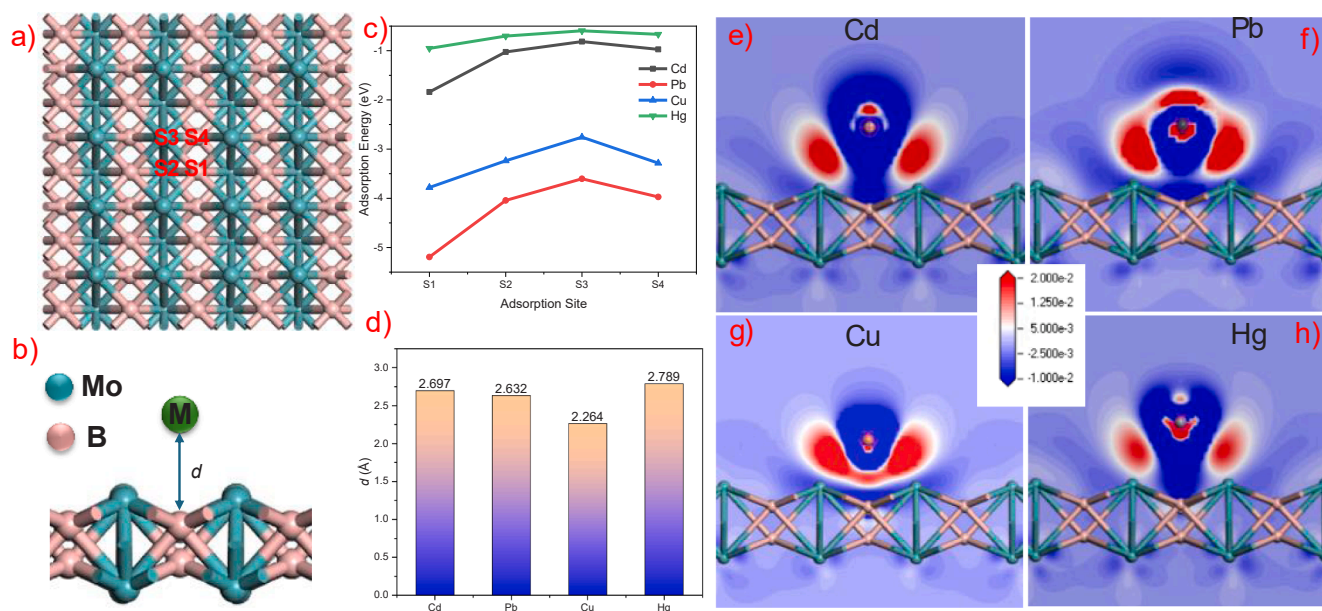 a)
S3 S4
S2 S1
b)
Mo
B
M
d
c)
Adsorption Energy (eV)
-1
-2
-3
-4
-5
Cd
Pb
Cu
Hg
S1 S2 S3 S4
Adsorption Site
d)
d (Å)
3.0
2.5
2.0
1.5
1.0
0.5
0.0
2.697 2.632 2.264 2.789
Cd Pb Cu Hg
e) Cd
Pb f)
g) Cu
Hg h)
2.000e-2
1.250e-2
5.000e-3
-2.500e-3
-1.000e-2